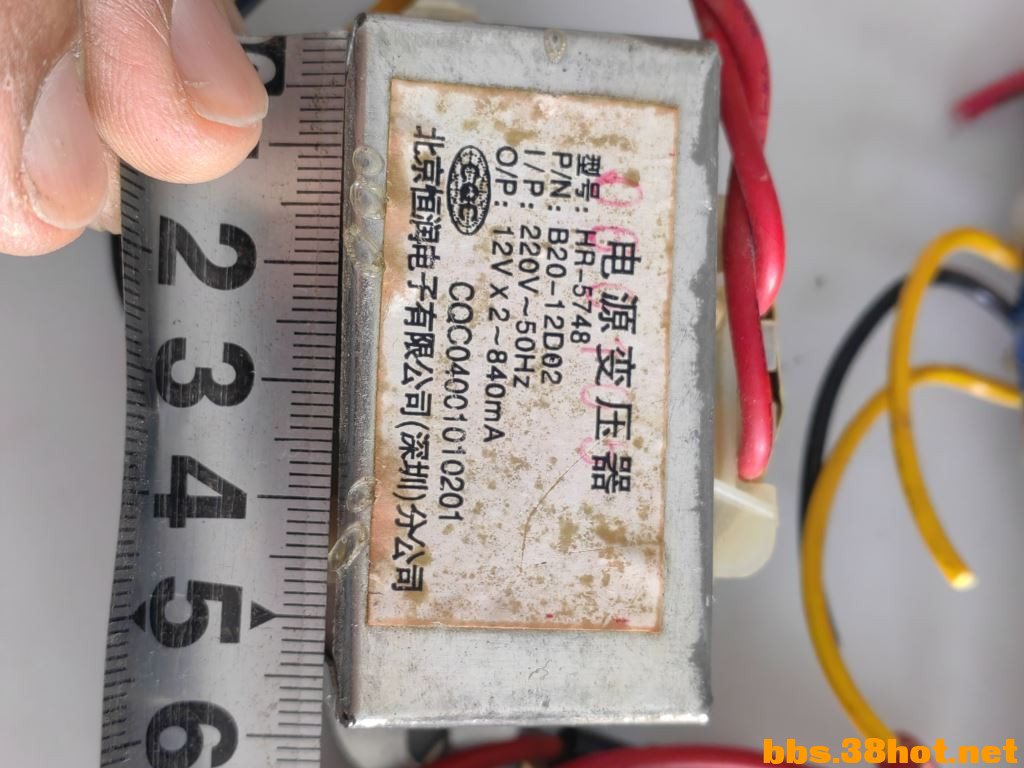 电源变压器
型号: HR-5748
P/N: B20-12D02
I/P: 220V~50Hz
O/P: 12V x 2~840mA
CQC CQC04001010201
北京恒润电子有限公司(深圳)分公司
2
3
4
5
6
bbs.38hot.net